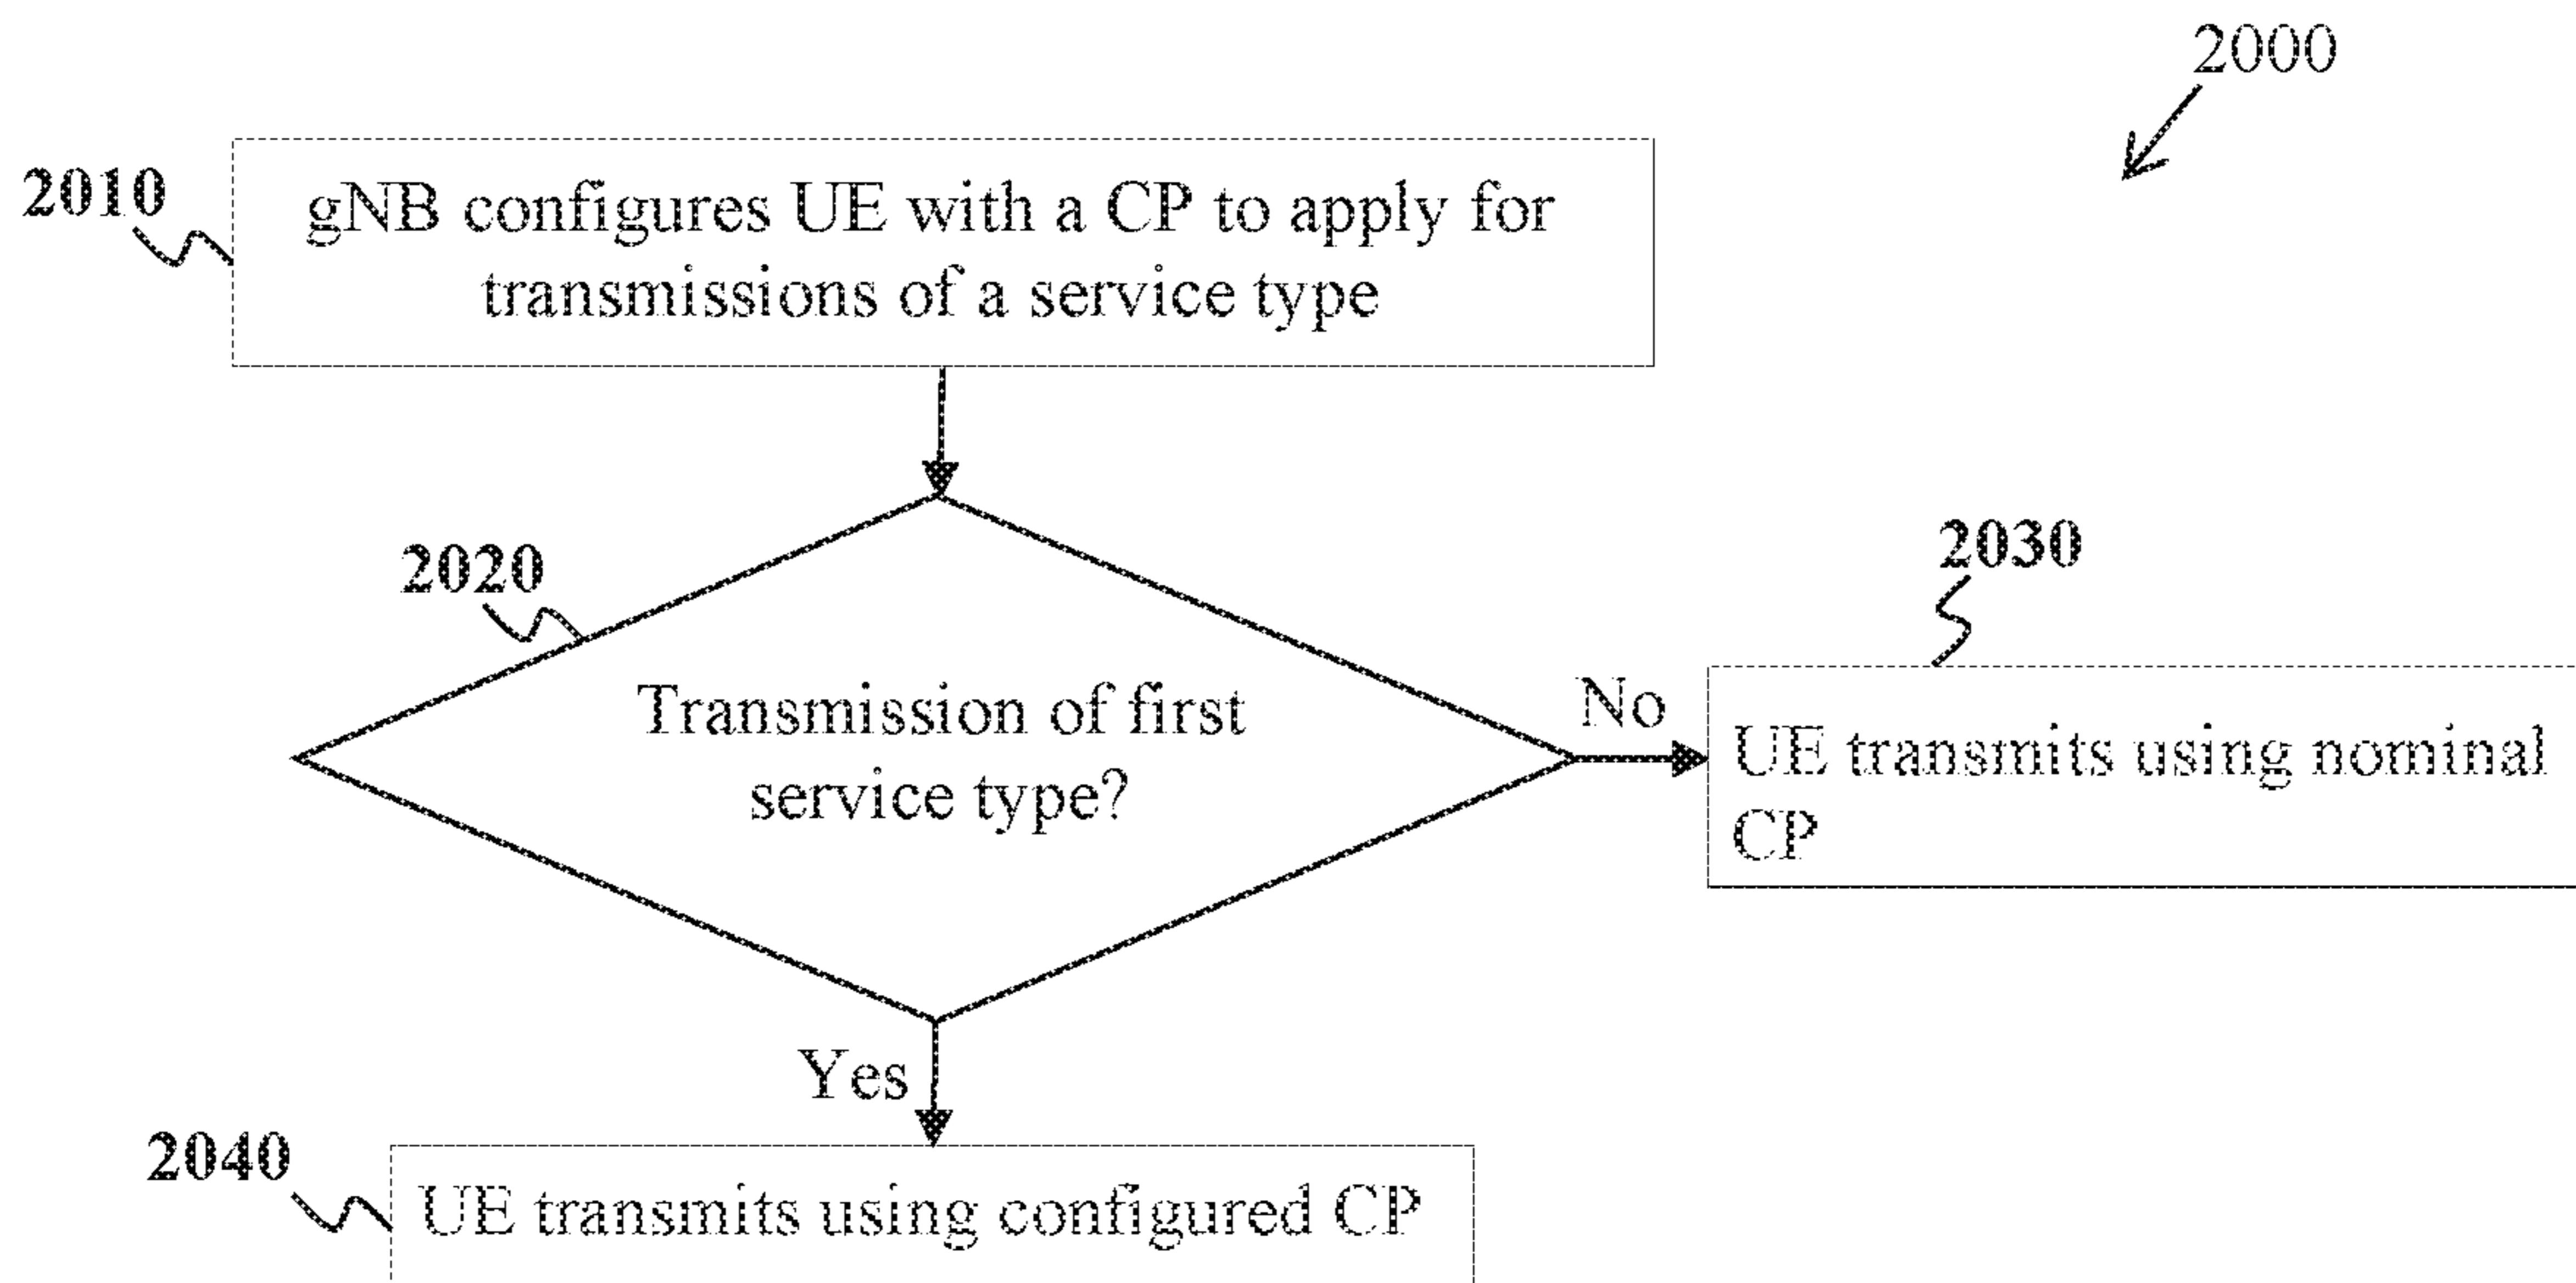 2000
2010
gNB configures UE with a CP to apply for
transmissions of a service type
2020
Transmission of first
service type?
No
2030
UE transmits using nominal
CP
Yes
2040
UE transmits using configured CP